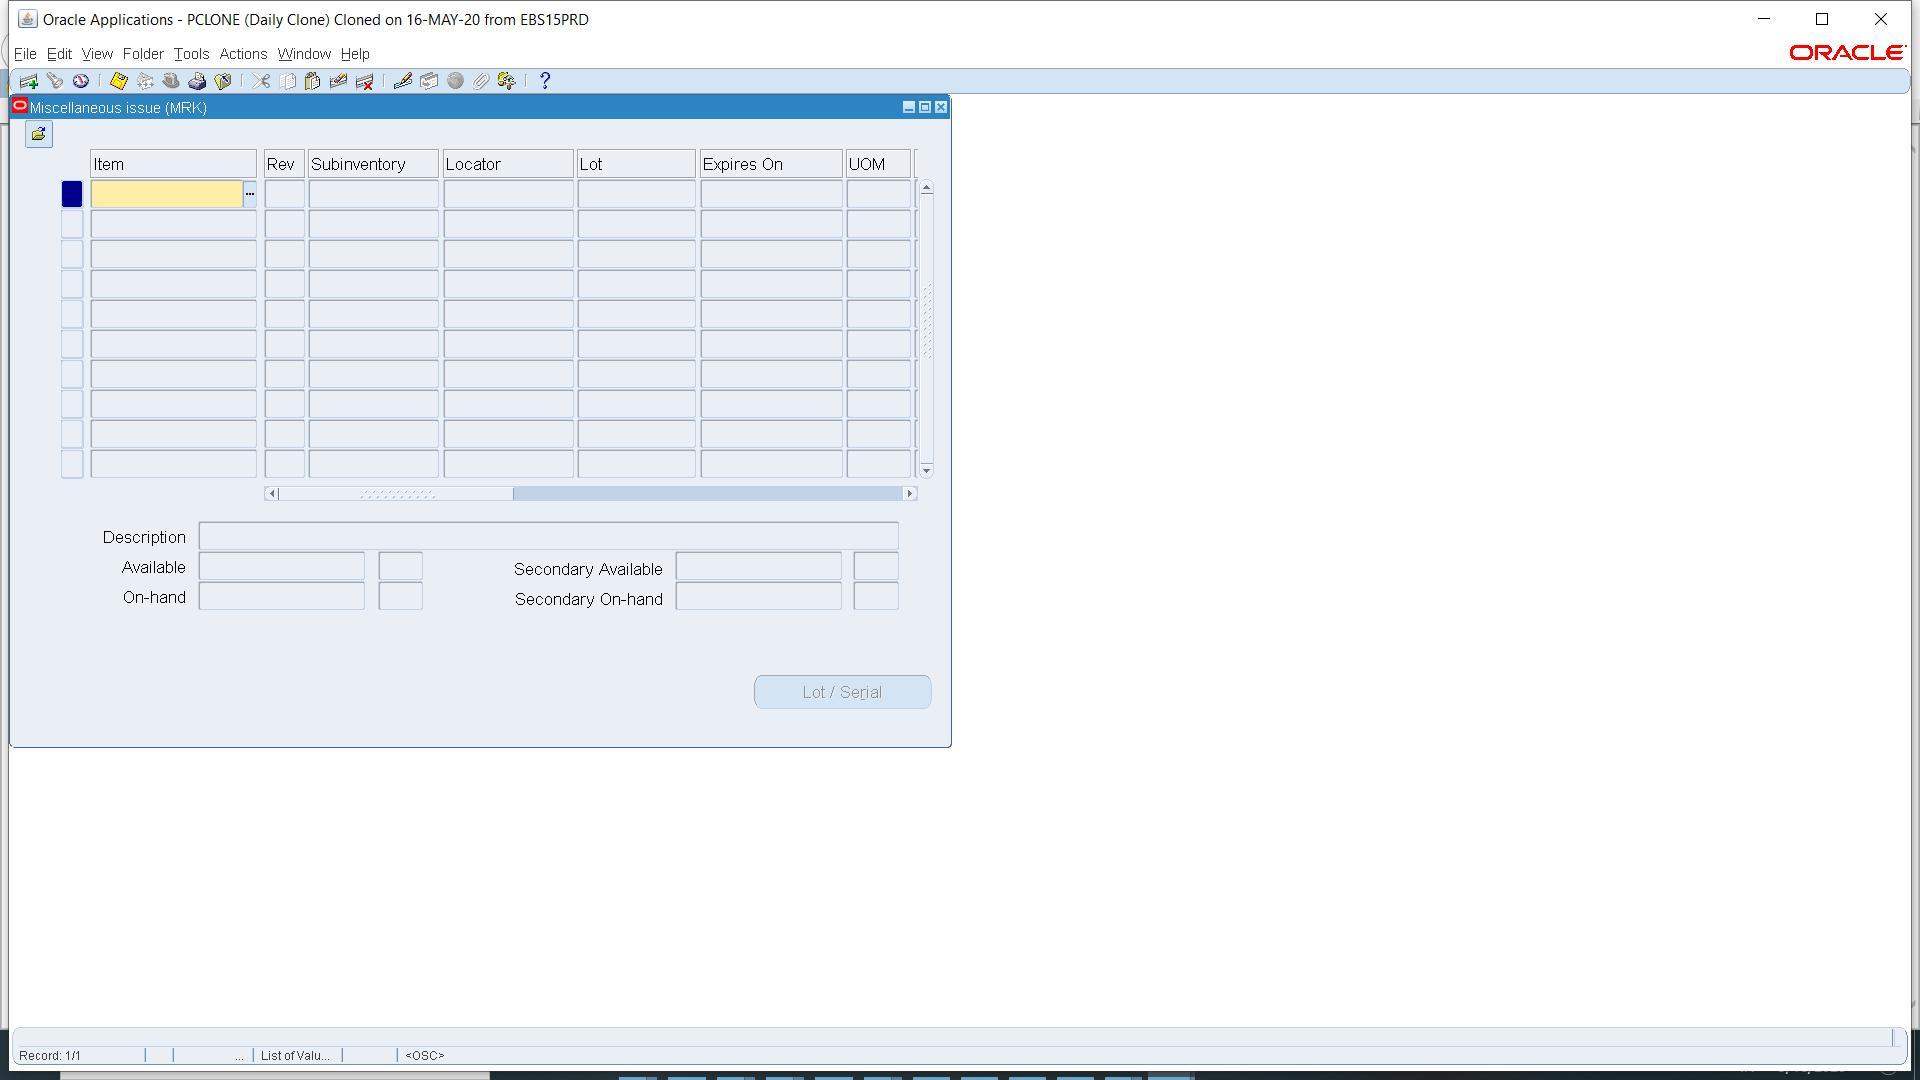 Oracle Applications - PCLONE (Daily Clone) Cloned on 16-MAY-20 from EBS15PRD
File Edit View Folder Tools Actions Window Help
ORACLE
Miscellaneous issue (MRK)
Item Rev Subinventory Locator Lot Expires On UOM
Description
Available
Secondary Available
On-hand
Secondary On-hand
Lot / Serial
Record: 1/1 ... List of Valu... <OSC>